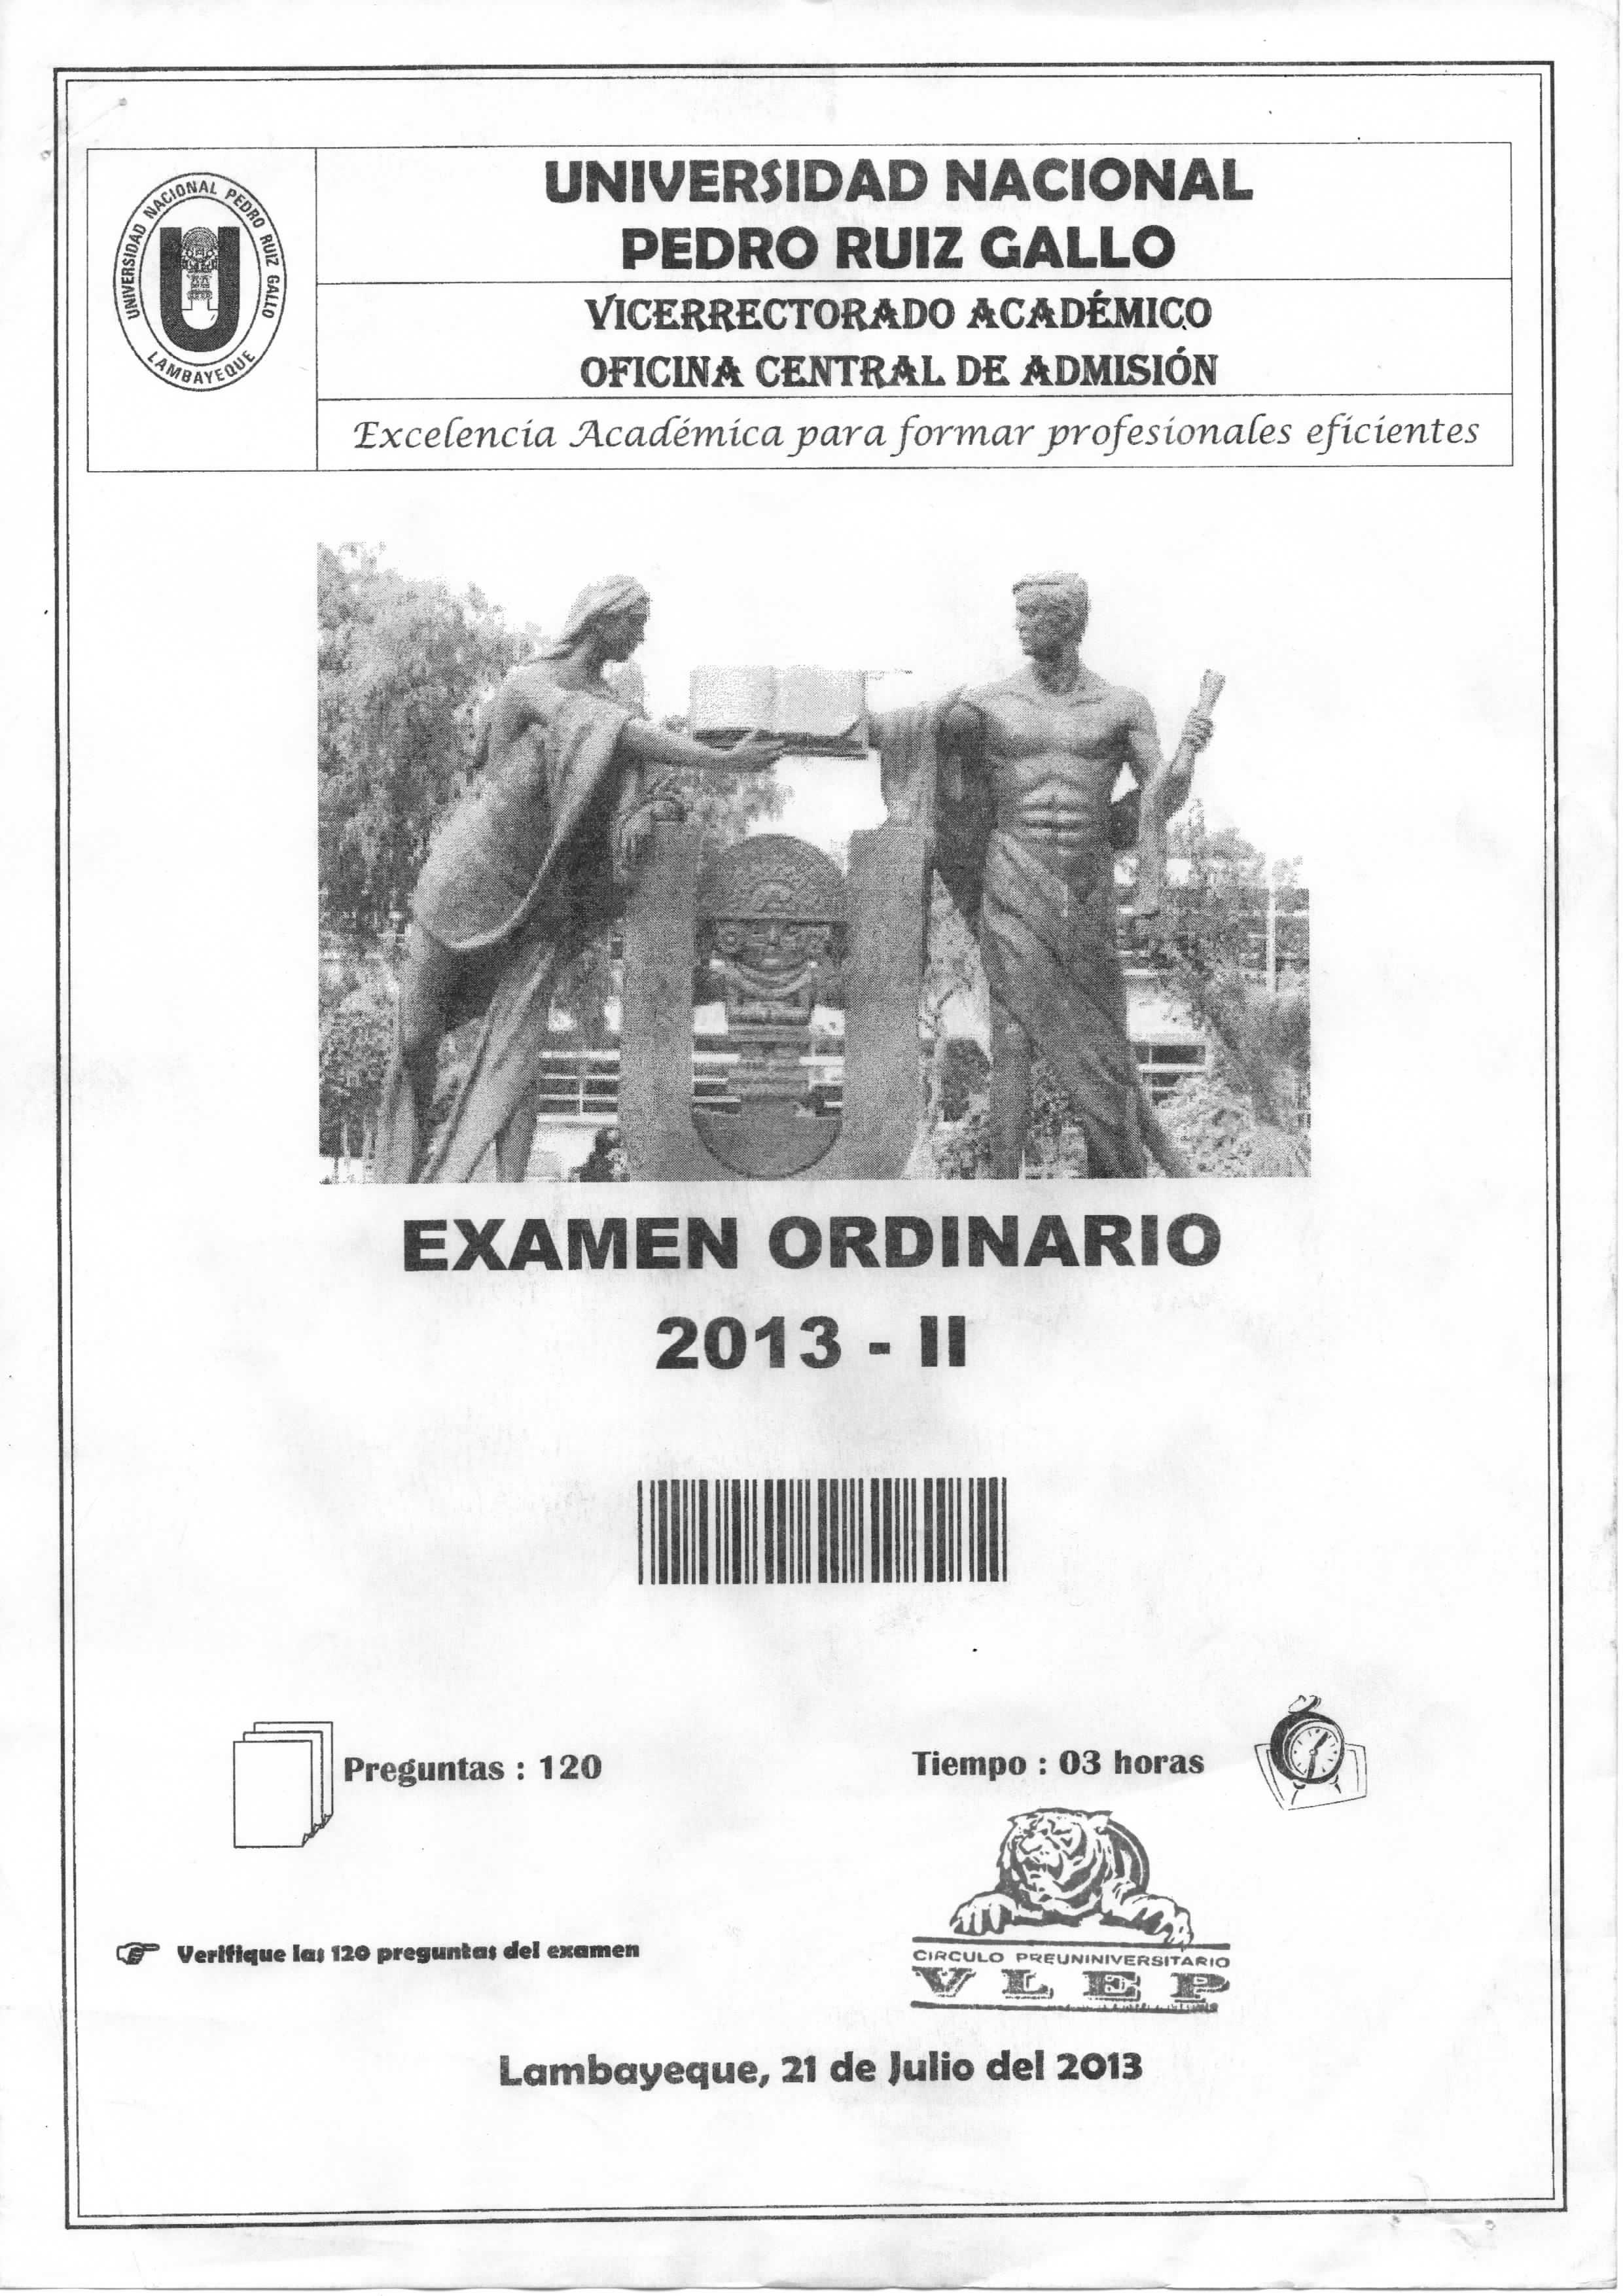 UNIVERSIDAD NACIONAL PEDRO RUIZ GALLO
LAMBAYEQUE
UNIVERSIDAD NACIONAL
PEDRO RUIZ GALLO
VICERRECTORADO ACADÉMICO
OFICINA CENTRAL DE ADMISIÓN
Excelencia Académica para formar profesionales eficientes
EXAMEN ORDINARIO
2013 - II
Preguntas : 120
Tiempo : 03 horas
Verifique las 120 preguntas del examen
CIRCULO PREUNINIVERSITARIO
VLEP
Lambayeque, 21 de Julio del 2013